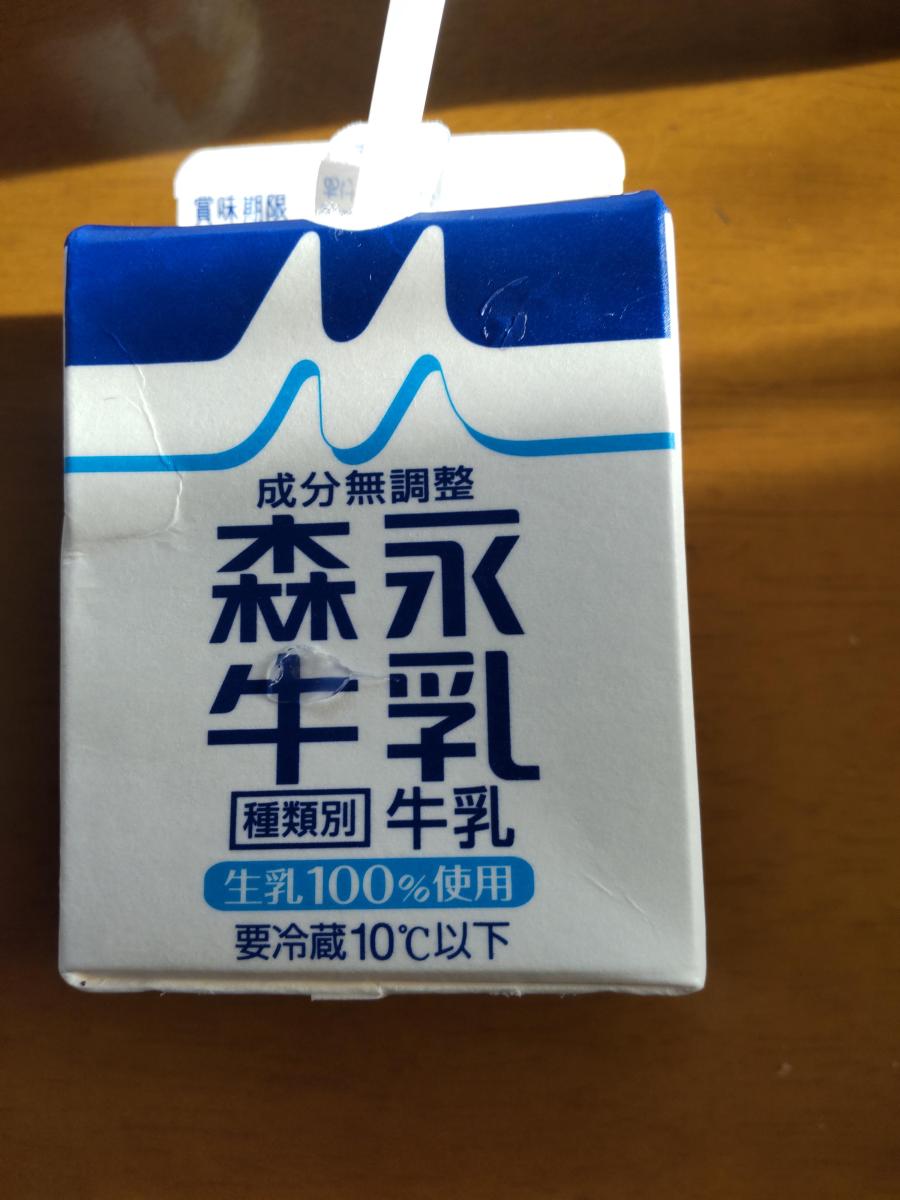 賞味期限
成分無調整
森永
牛乳
種類別 牛乳
生乳100%使用
要冷蔵10℃以下